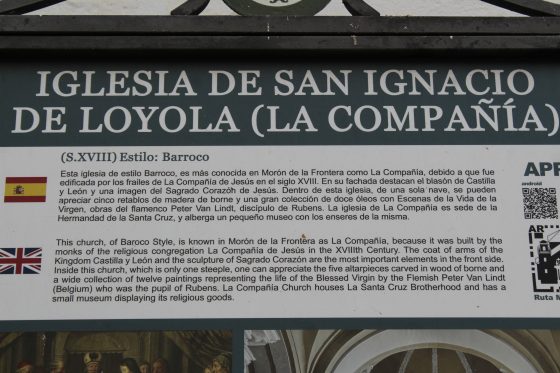 IGLESIA DE SAN IGNACIO
DE LOYOLA (LA COMPAÑÍA)
(S.XVIII) Estilo: Barroco
Esta iglesia de estilo Barroco, es más conocida en Morón de la Frontera como La Compañía, debido a que fue
edificada por los frailes de La Compañía de Jesús en el siglo XVIII. En su fachada destacan el blasón de Castilla
y León y una imagen del Sagrado Corazón de Jesús. Dentro de esta iglesia, de una sola nave, se pueden
apreciar cinco retablos de madera de borne y una gran colección de doce óleos con Escenas de la Vida de la
Virgen, obras del flamenco Peter Van Lindt, discípulo de Rubens. La iglesia de La Compañía es sede de la
Hermandad de la Santa Cruz, y alberga un pequeño museo con los enseres de la misma.
This church, of Baroco Style, is known in Morón de la Frontera as La Compañía, because it was built by the
monks of the religious congregation La Compañía de Jesús in the XVIIIth Century. The coat of arms of the
Kingdom Castilla y León and the sculpture of Sagrado Corazón are the most important elements in the front side.
Inside this church, which is only one steeple, one can appreciate the five altarpieces carved in wood of borne and
a wide collection of twelve paintings representing the life of the Blessed Virgin by the Flemish Peter Van Lindt
(Belgium) who was the pupil of Rubens. La Compañía Church houses La Santa Cruz Brotherhood and has a
small museum displaying its religious goods.
android
AR
Ruta